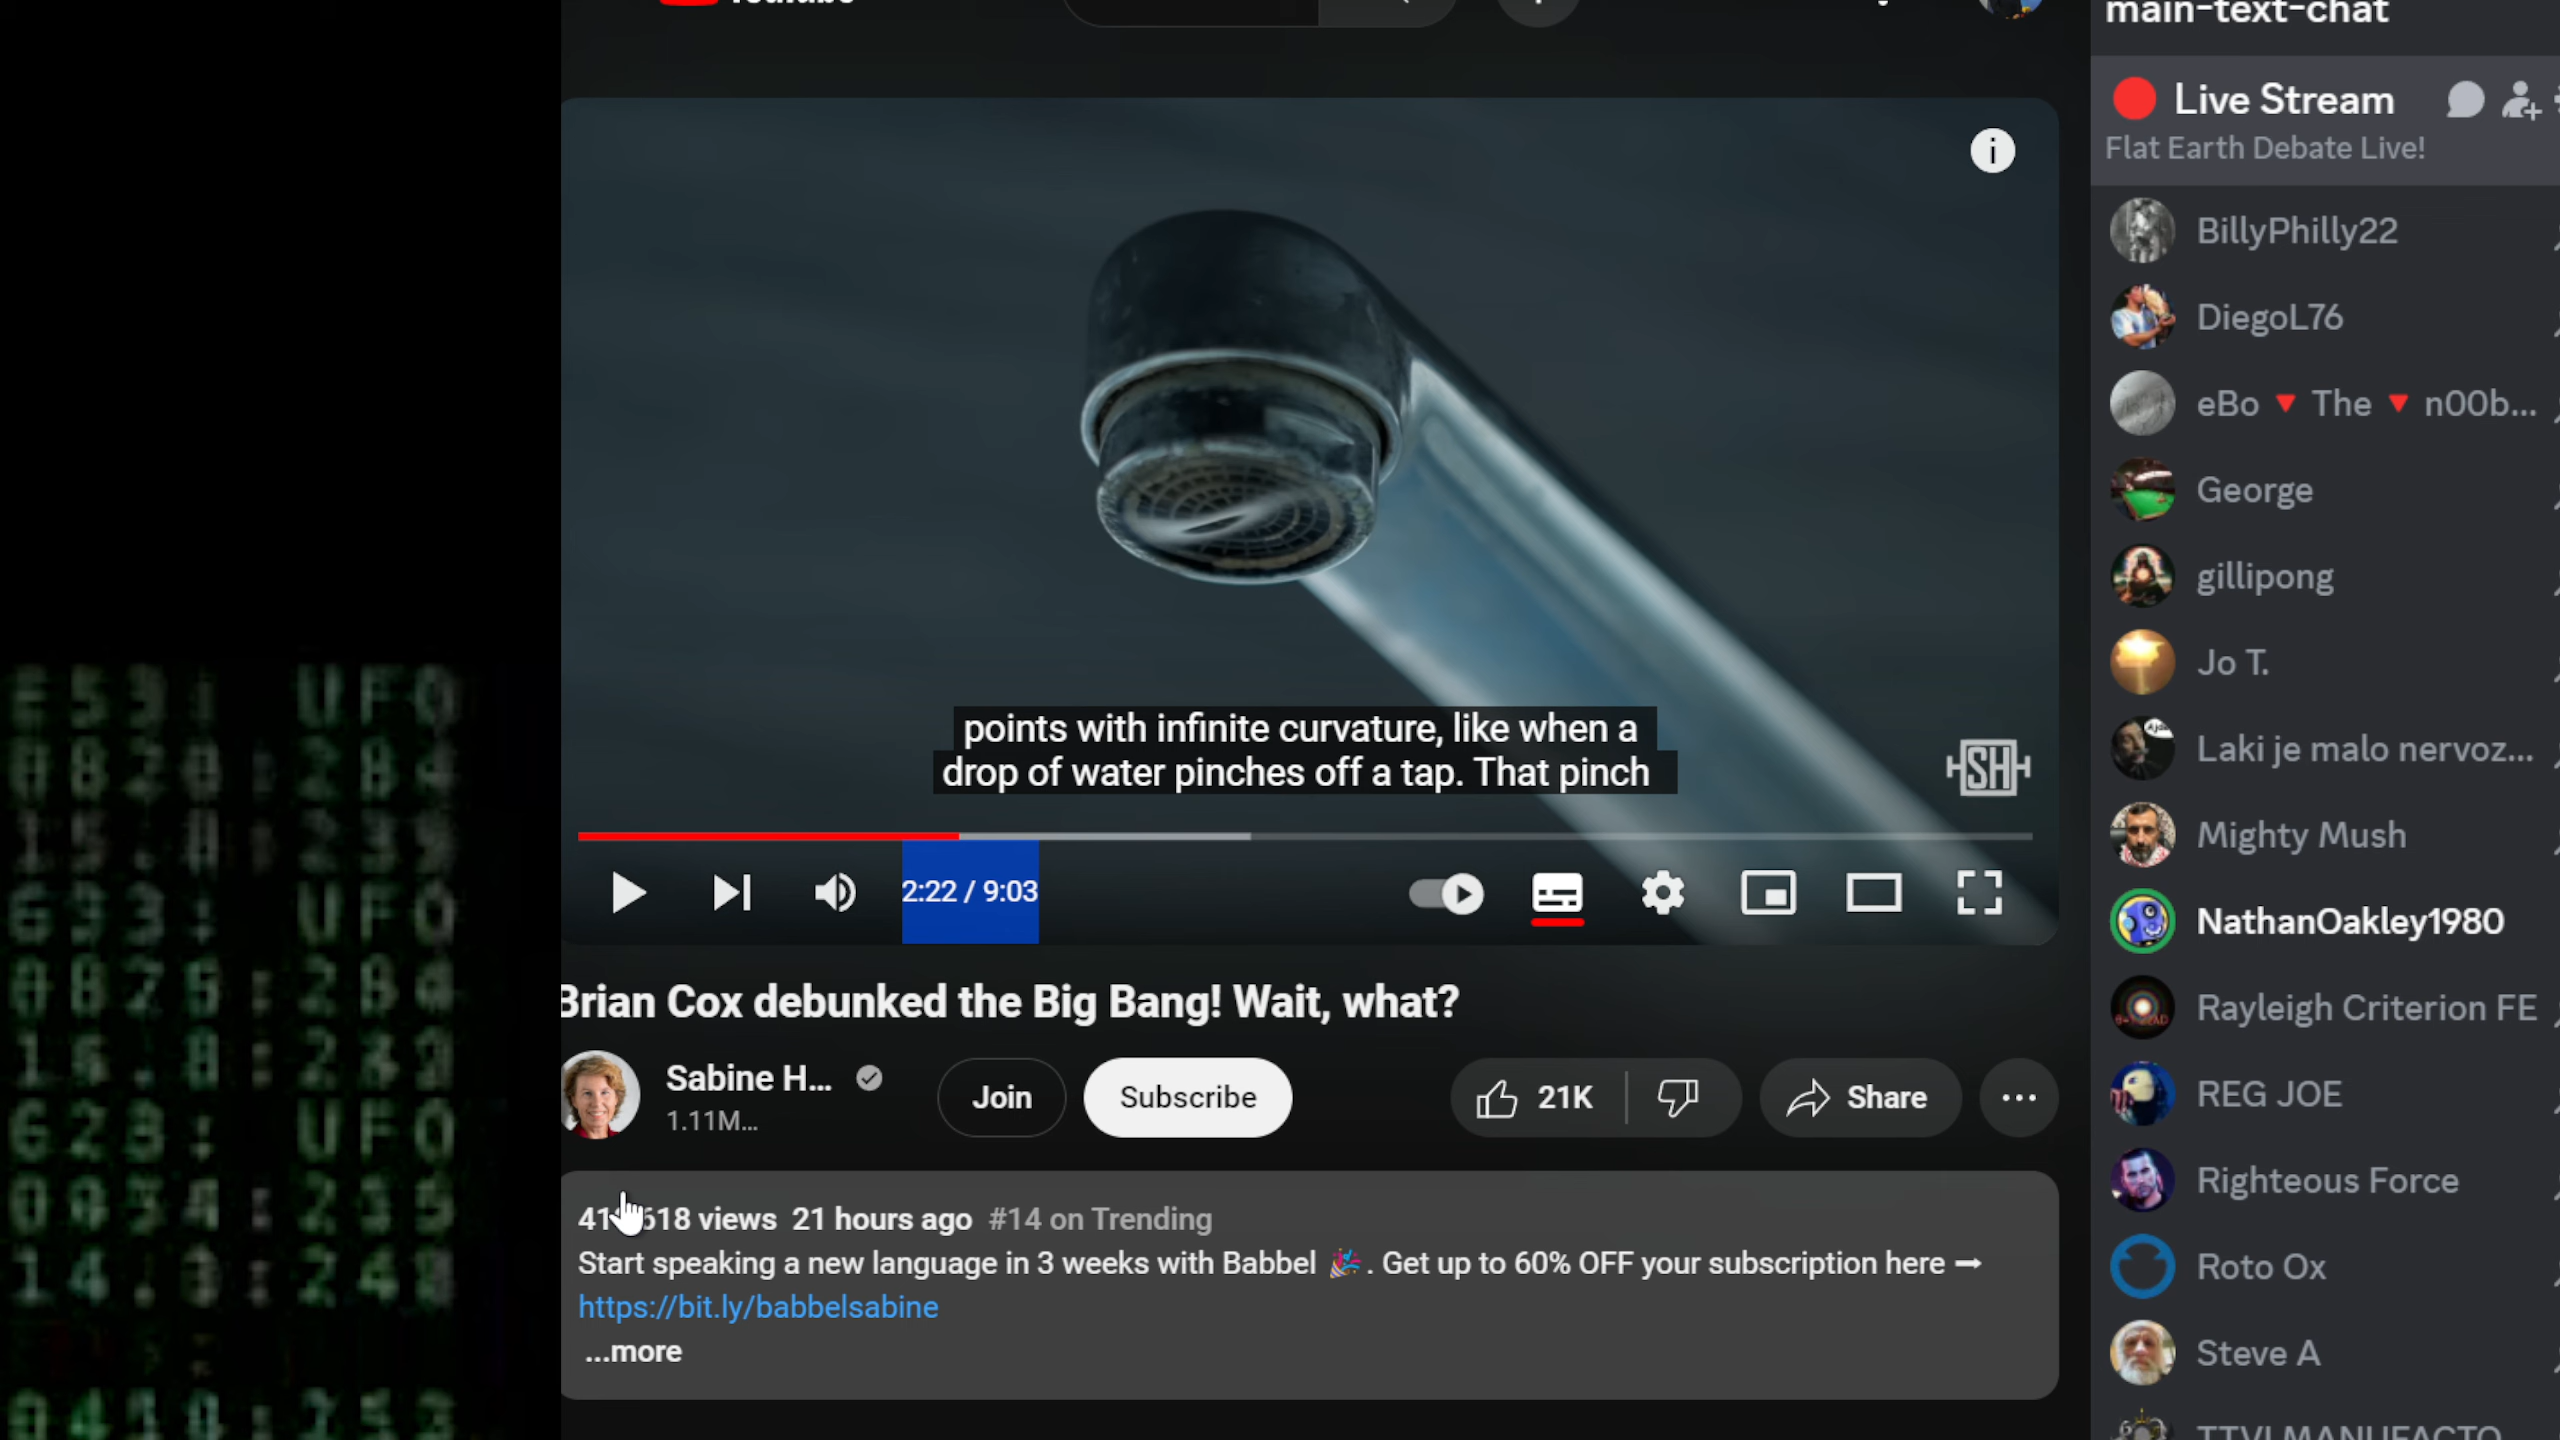 main-text-chat
Live Stream
Flat Earth Debate Live!
BillyPhilly22
DiegoL76
eBo 🔻 The 🔻 n00b...
George
gillipong
Jo T.
Laki je malo nervoz...
Mighty Mush
NathanOakley1980
Rayleigh Criterion FE
REG JOE
Righteous Force
Roto Ox
Steve A
points with infinite curvature, like when a
drop of water pinches off a tap. That pinch
SH
2:22 / 9:03
Brian Cox debunked the Big Bang! Wait, what?
Sabine H...
1.11M...
Join
Subscribe
21K
Share
views 21 hours ago #14 on Trending
Start speaking a new language in 3 weeks with Babbel 🎉. Get up to 60% OFF your subscription here ➞
https://bit.ly/babbelsabine
...more
UFO
UFO
UFO